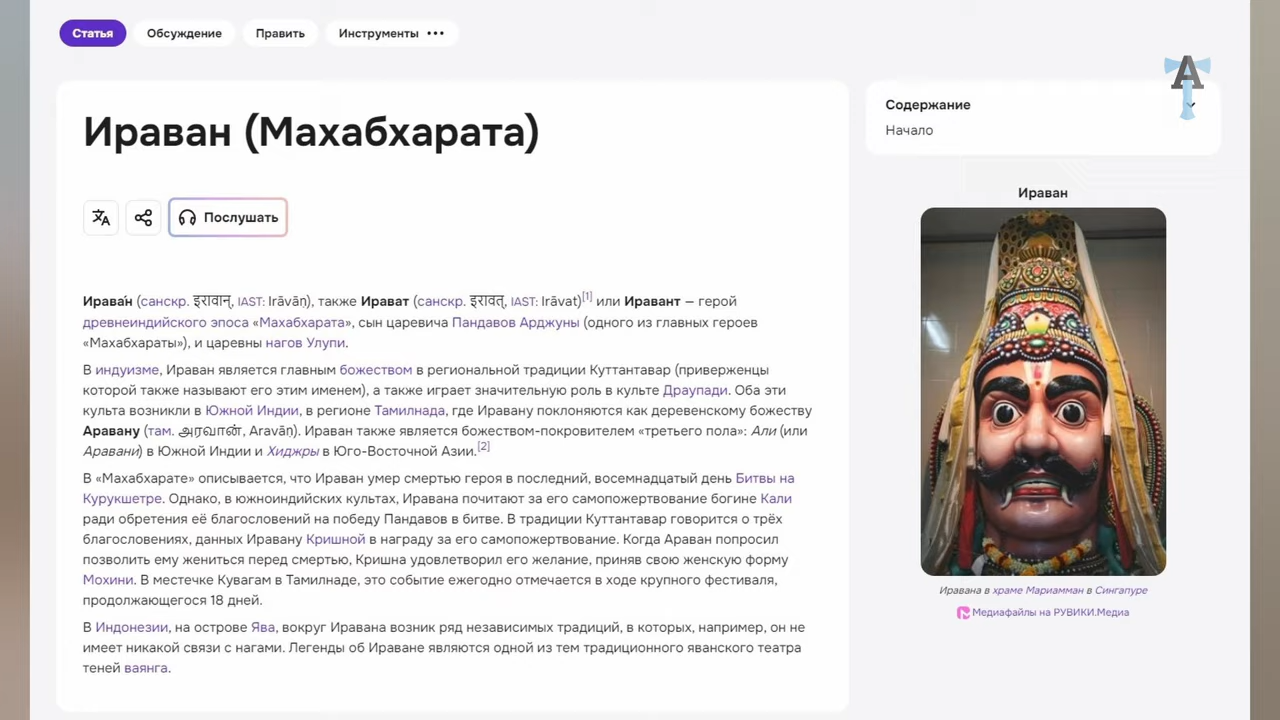 Статья
Обсуждение
Править
Инструменты •••
A
Ираван (Махабхарата)
Послушать
Ирава́н (санскр. इरावान्, IAST: Irāvāṇ), также Ират (санскр. इरावत्, IAST: Irāvat)[1] или Иравант — герой
древнеиндийского эпоса «Махабхарата», сын царевича Пандавов Арджуны (одного из главных героев
«Махабхараты»), и царевны нагов Улупи.
В индуизме, Ираван является главным божеством в региональной традиции Куттантавар (приверженцы
которой также называют его этим именем), а также играет значительную роль в культе Драупади. Оба эти
культа возникли в Южной Индии, в регионе Тамилнада, где Иравану поклоняются как деревенскому божеству
Аравану (там. அரவான், Aravāṇ). Ираван также является божеством-покровителем «третьего пола»: Али (или
Аравани) в Южной Индии и Хиджры в Юго-Восточной Азии.[2]
В «Махабхарате» описывается, что Ираван умер смертью героя в последний, восемнадцатый день Битвы на
Курукшетре. Однако, в южноиндийских культах, Иравана почитают за его самопожертвование богине Кали
ради обретения её благословений на победу Пандавов в битве. В традиции Куттантавар говорится о трёх
благословениях, данных Иравану Кришной в награду за его самопожертвование. Когда Араван попросил
позволить ему жениться перед смертью, Кришна удовлетворил его желание, приняв свою женскую форму
Мохини. В местечке Кувагам в Тамилнаде, это событие ежегодно отмечается в ходе крупного фестиваля,
продолжающегося 18 дней.
В Индонезии, на острове Ява, вокруг Иравана возник ряд независимых традиций, в которых, например, он не
имеет никакой связи с нагами. Легенды об Ираване являются одной из тем традиционного яванского театра
теней ваянга.
Содержание
Начало
Ираван
Иравана в храме Мариамман в Сингапуре
Медиафайлы на РУВИКИ.Медиа